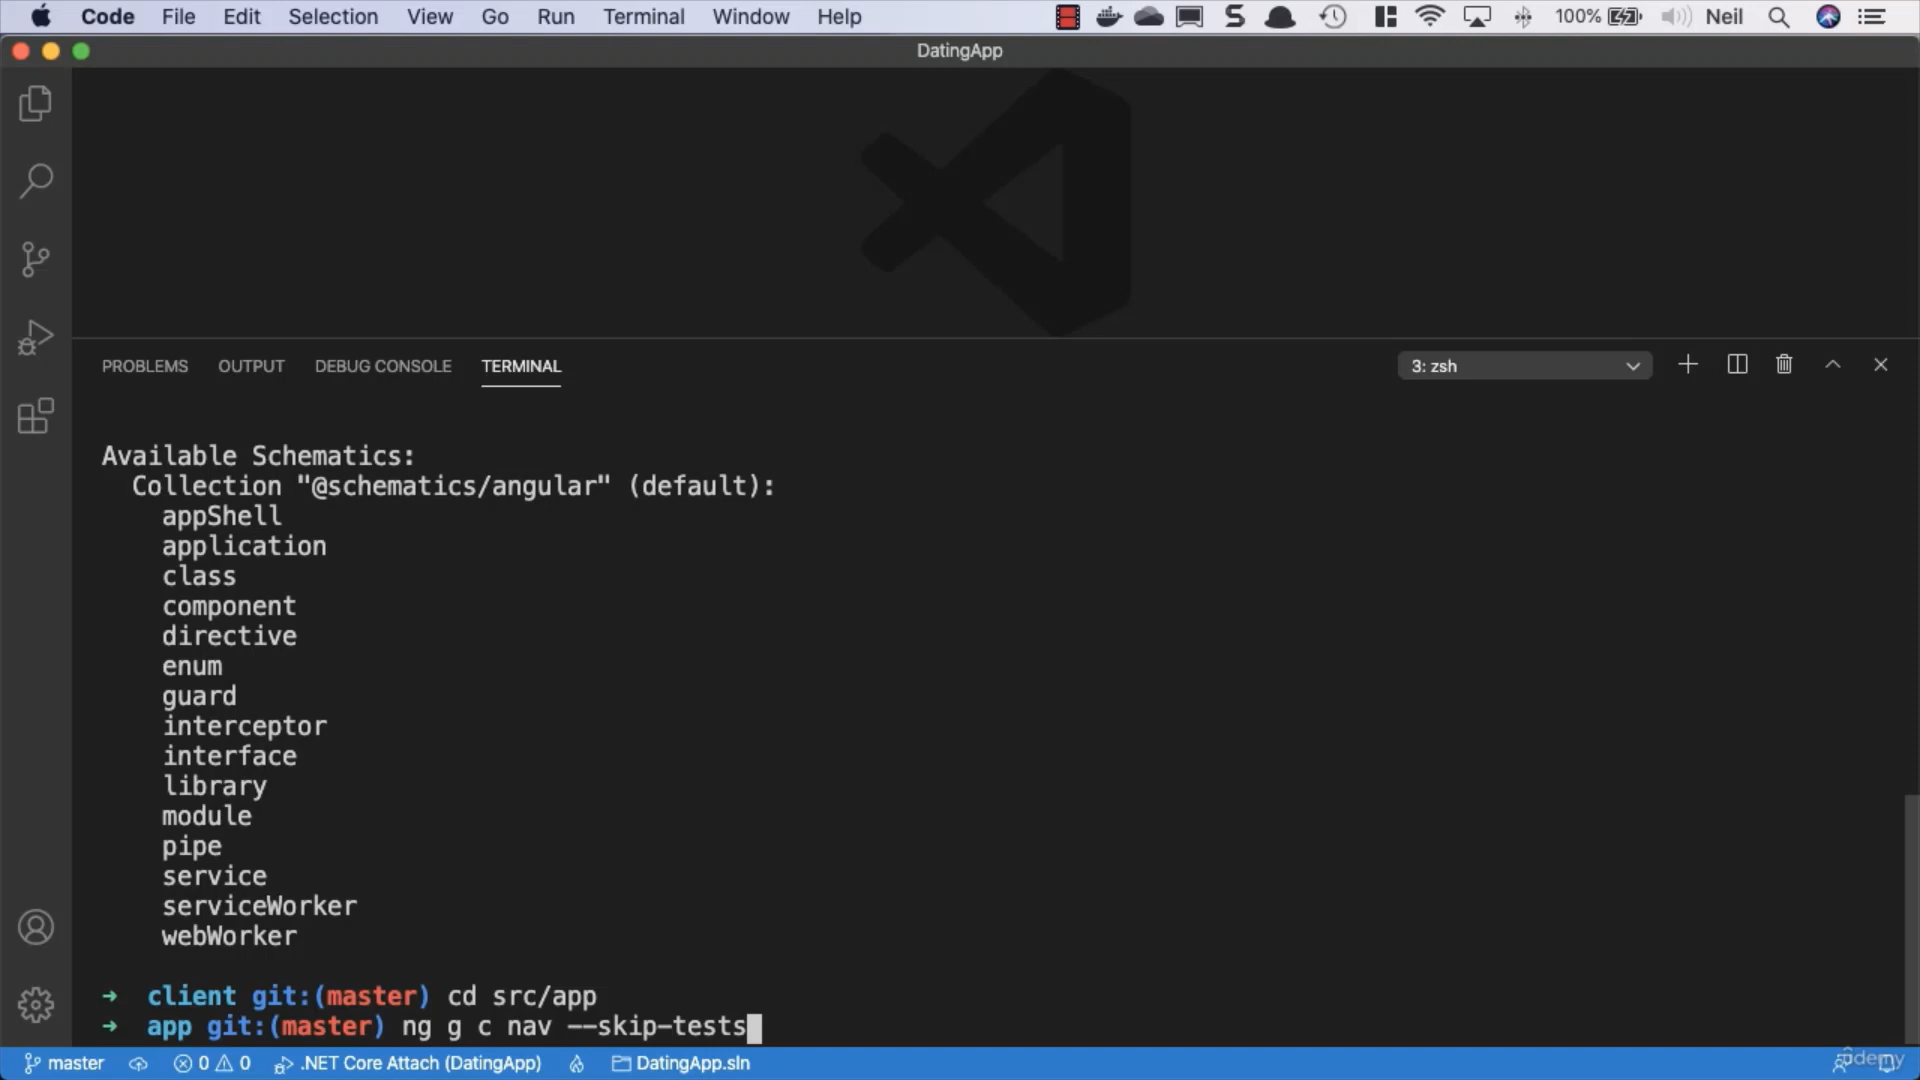 Code File Edit Selection View Go Run Terminal Window Help 100% Neil
DatingApp
PROBLEMS OUTPUT DEBUG CONSOLE TERMINAL 3: zsh
Available Schematics:
Collection "@schematics/angular" (default):
appShell
application
class
component
directive
enum
guard
interceptor
interface
library
module
pipe
service
serviceWorker
webWorker
➜ client git:(master) cd src/app
➜ app git:(master) ng g c nav --skip-tests
master 0 0 .NET Core Attach (DatingApp) DatingApp.sln udemy